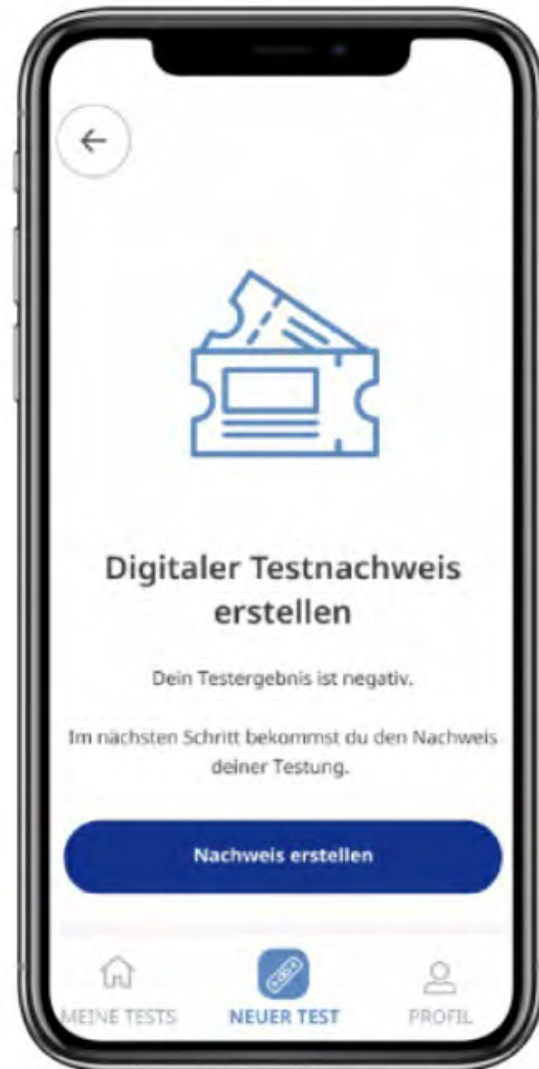 Digitaler Testnachweis
erstellen
Dein Testergebnis ist negativ.
Im nächsten Schritt bekommst du den Nachweis
deiner Testung.
Nachweis erstellen
MEINE TESTS
NEUER TEST
PROFIL